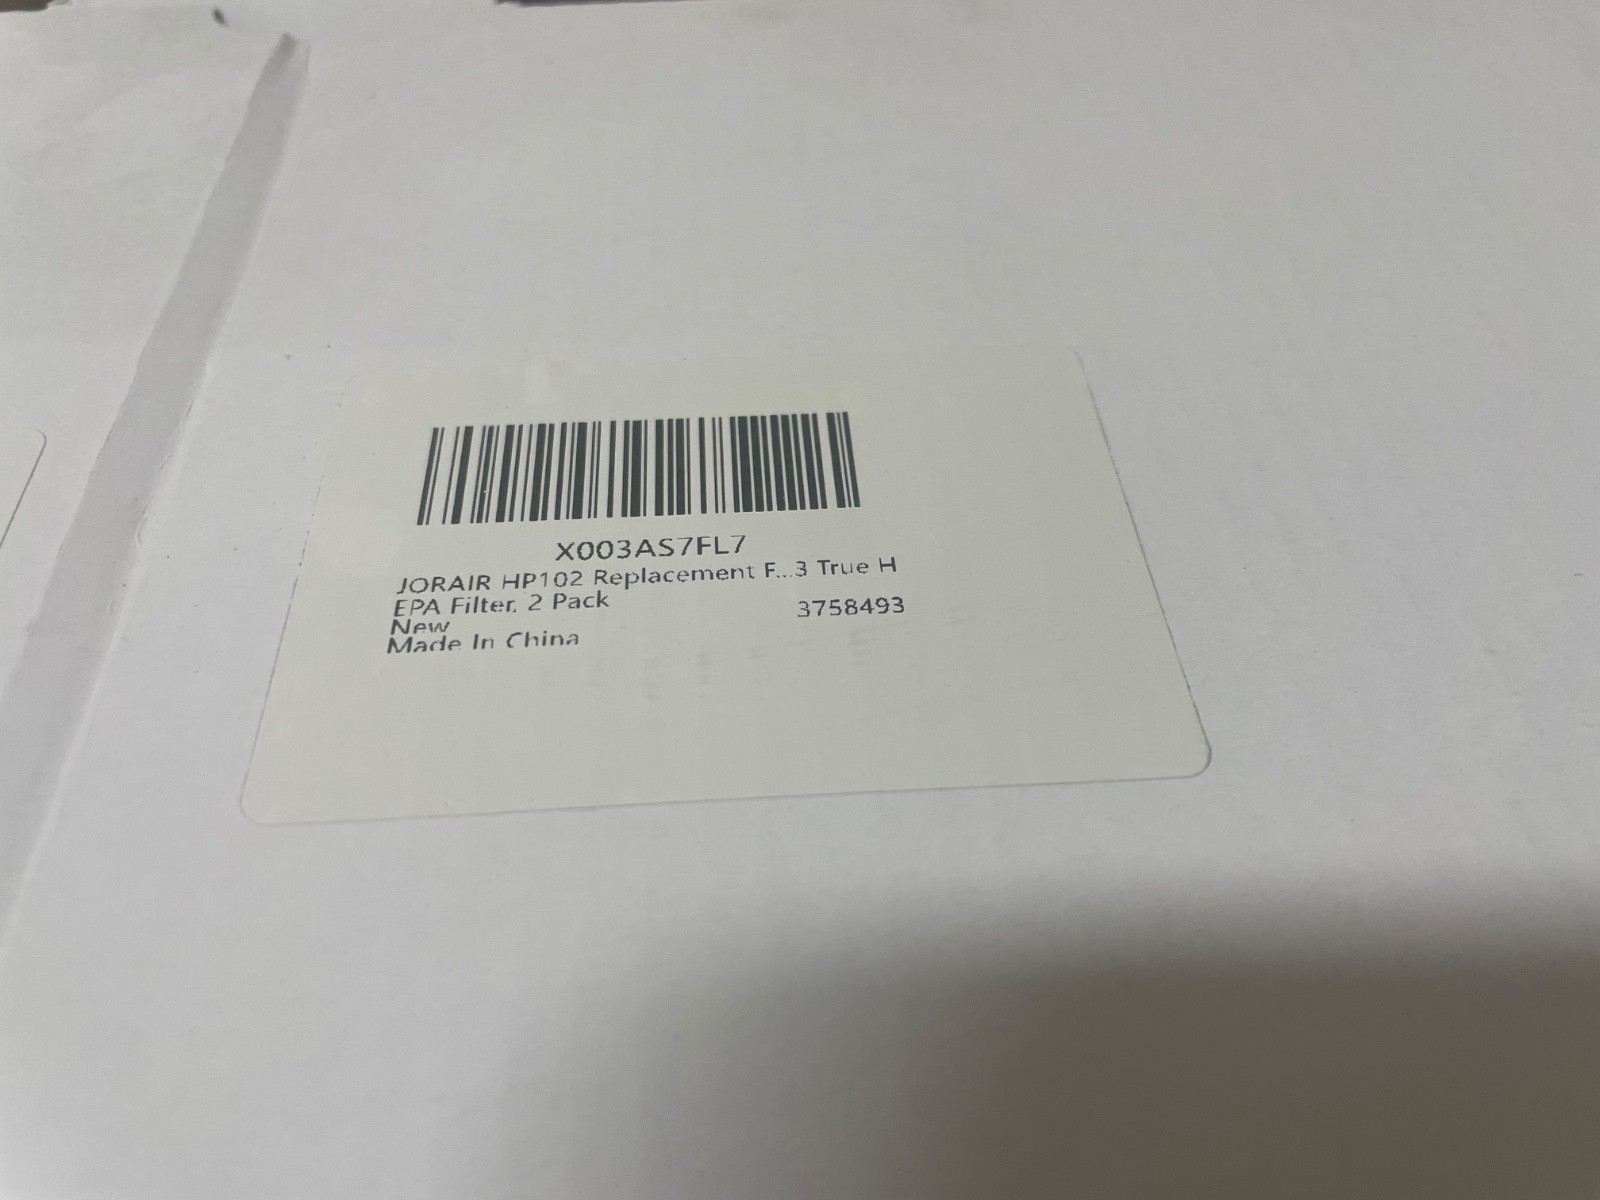 X003AS7FL7
JORAIR HP102 Replacement F...3 True H
EPA Filter, 2 Pack
3758493
New
Made In China